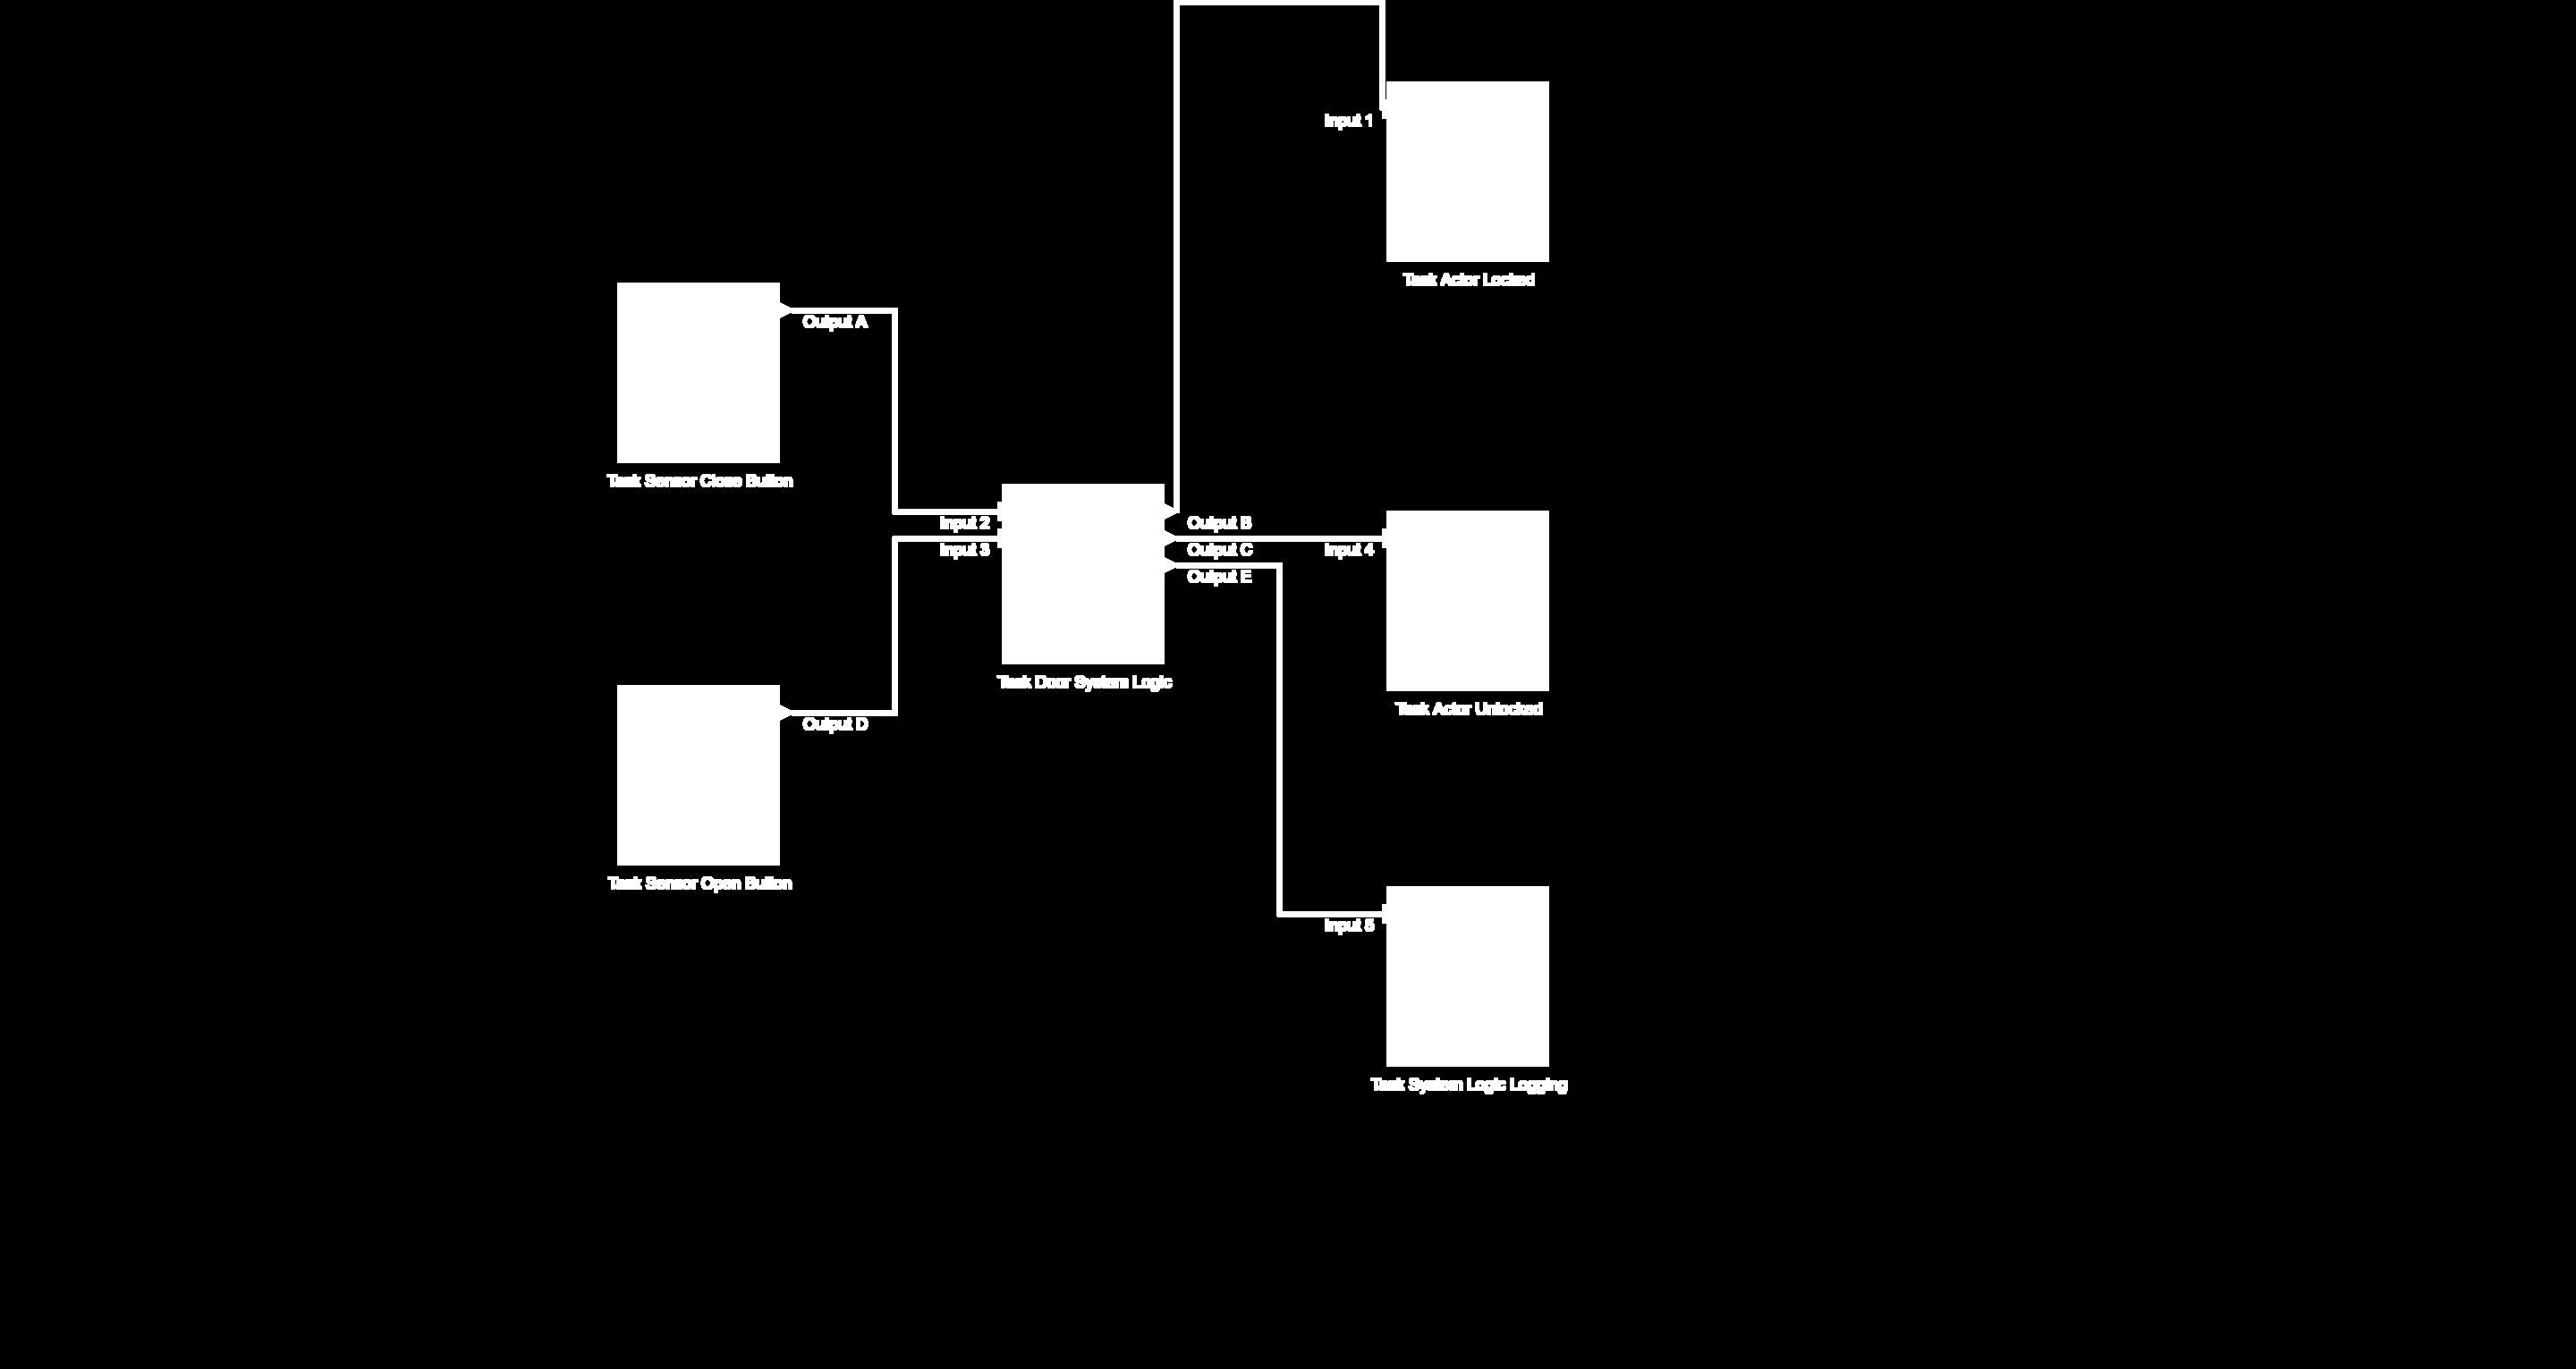 Input 1
Task Actor Locked
Output A
Task Sensor Close Button
Input 2
Output B
Input 3
Output C
Input 4
Output E
Task Door System Logic
Task Actor Unlocked
Output D
Task Sensor Open Button
Input 5
Task System Logic Logging